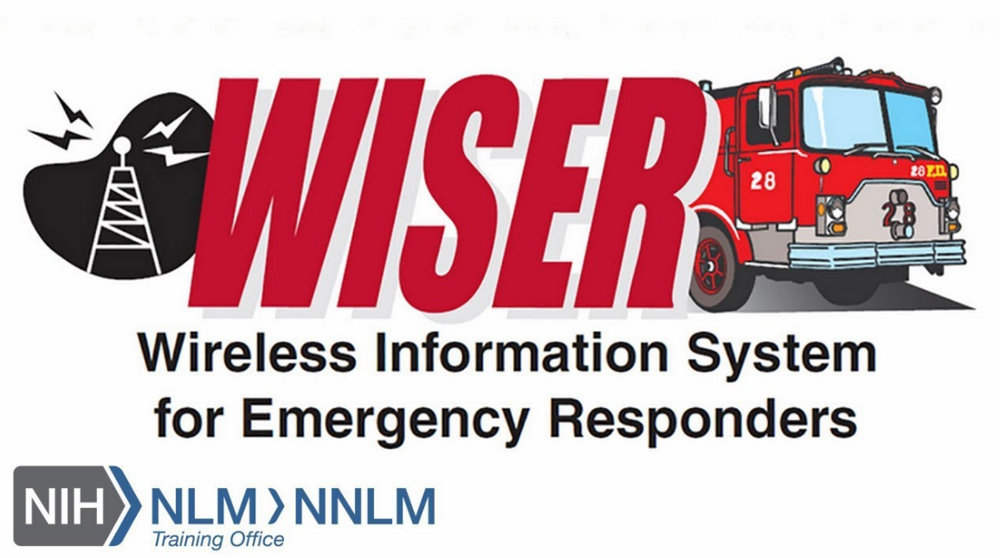 WISER
28
28 F.D.
28
Wireless Information System
for Emergency Responders
NIH NLM NNLM
Training Office